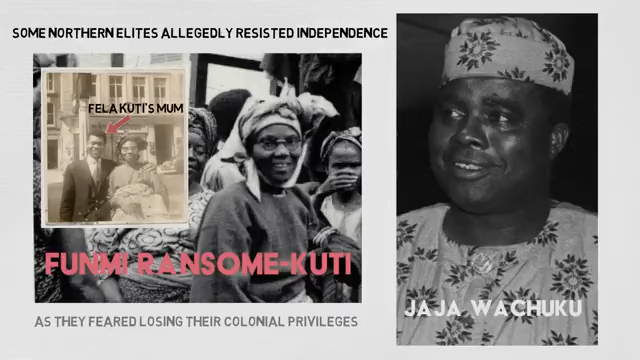 SOME NORTHERN ELITES ALLEGEDLY RESISTED INDEPENDENCE
FELA KUTI'S MUM
FUNMI RANSOME-KUTI
JAJA WACHUKU
AS THEY FEARED LOSING THEIR COLONIAL PRIVILEGES